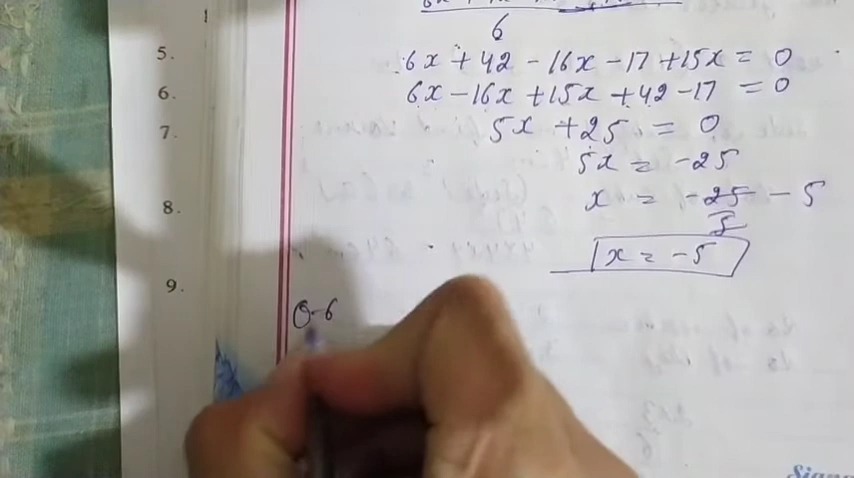 6
5.
6x + 42 - 16x - 17 + 15x = 0
6.
6x - 16x + 15x + 42 - 17 = 0
7.
5x + 25 = 0
5x = -25
8.
x = -25/5 - 5
x = -5
9.
Q-6